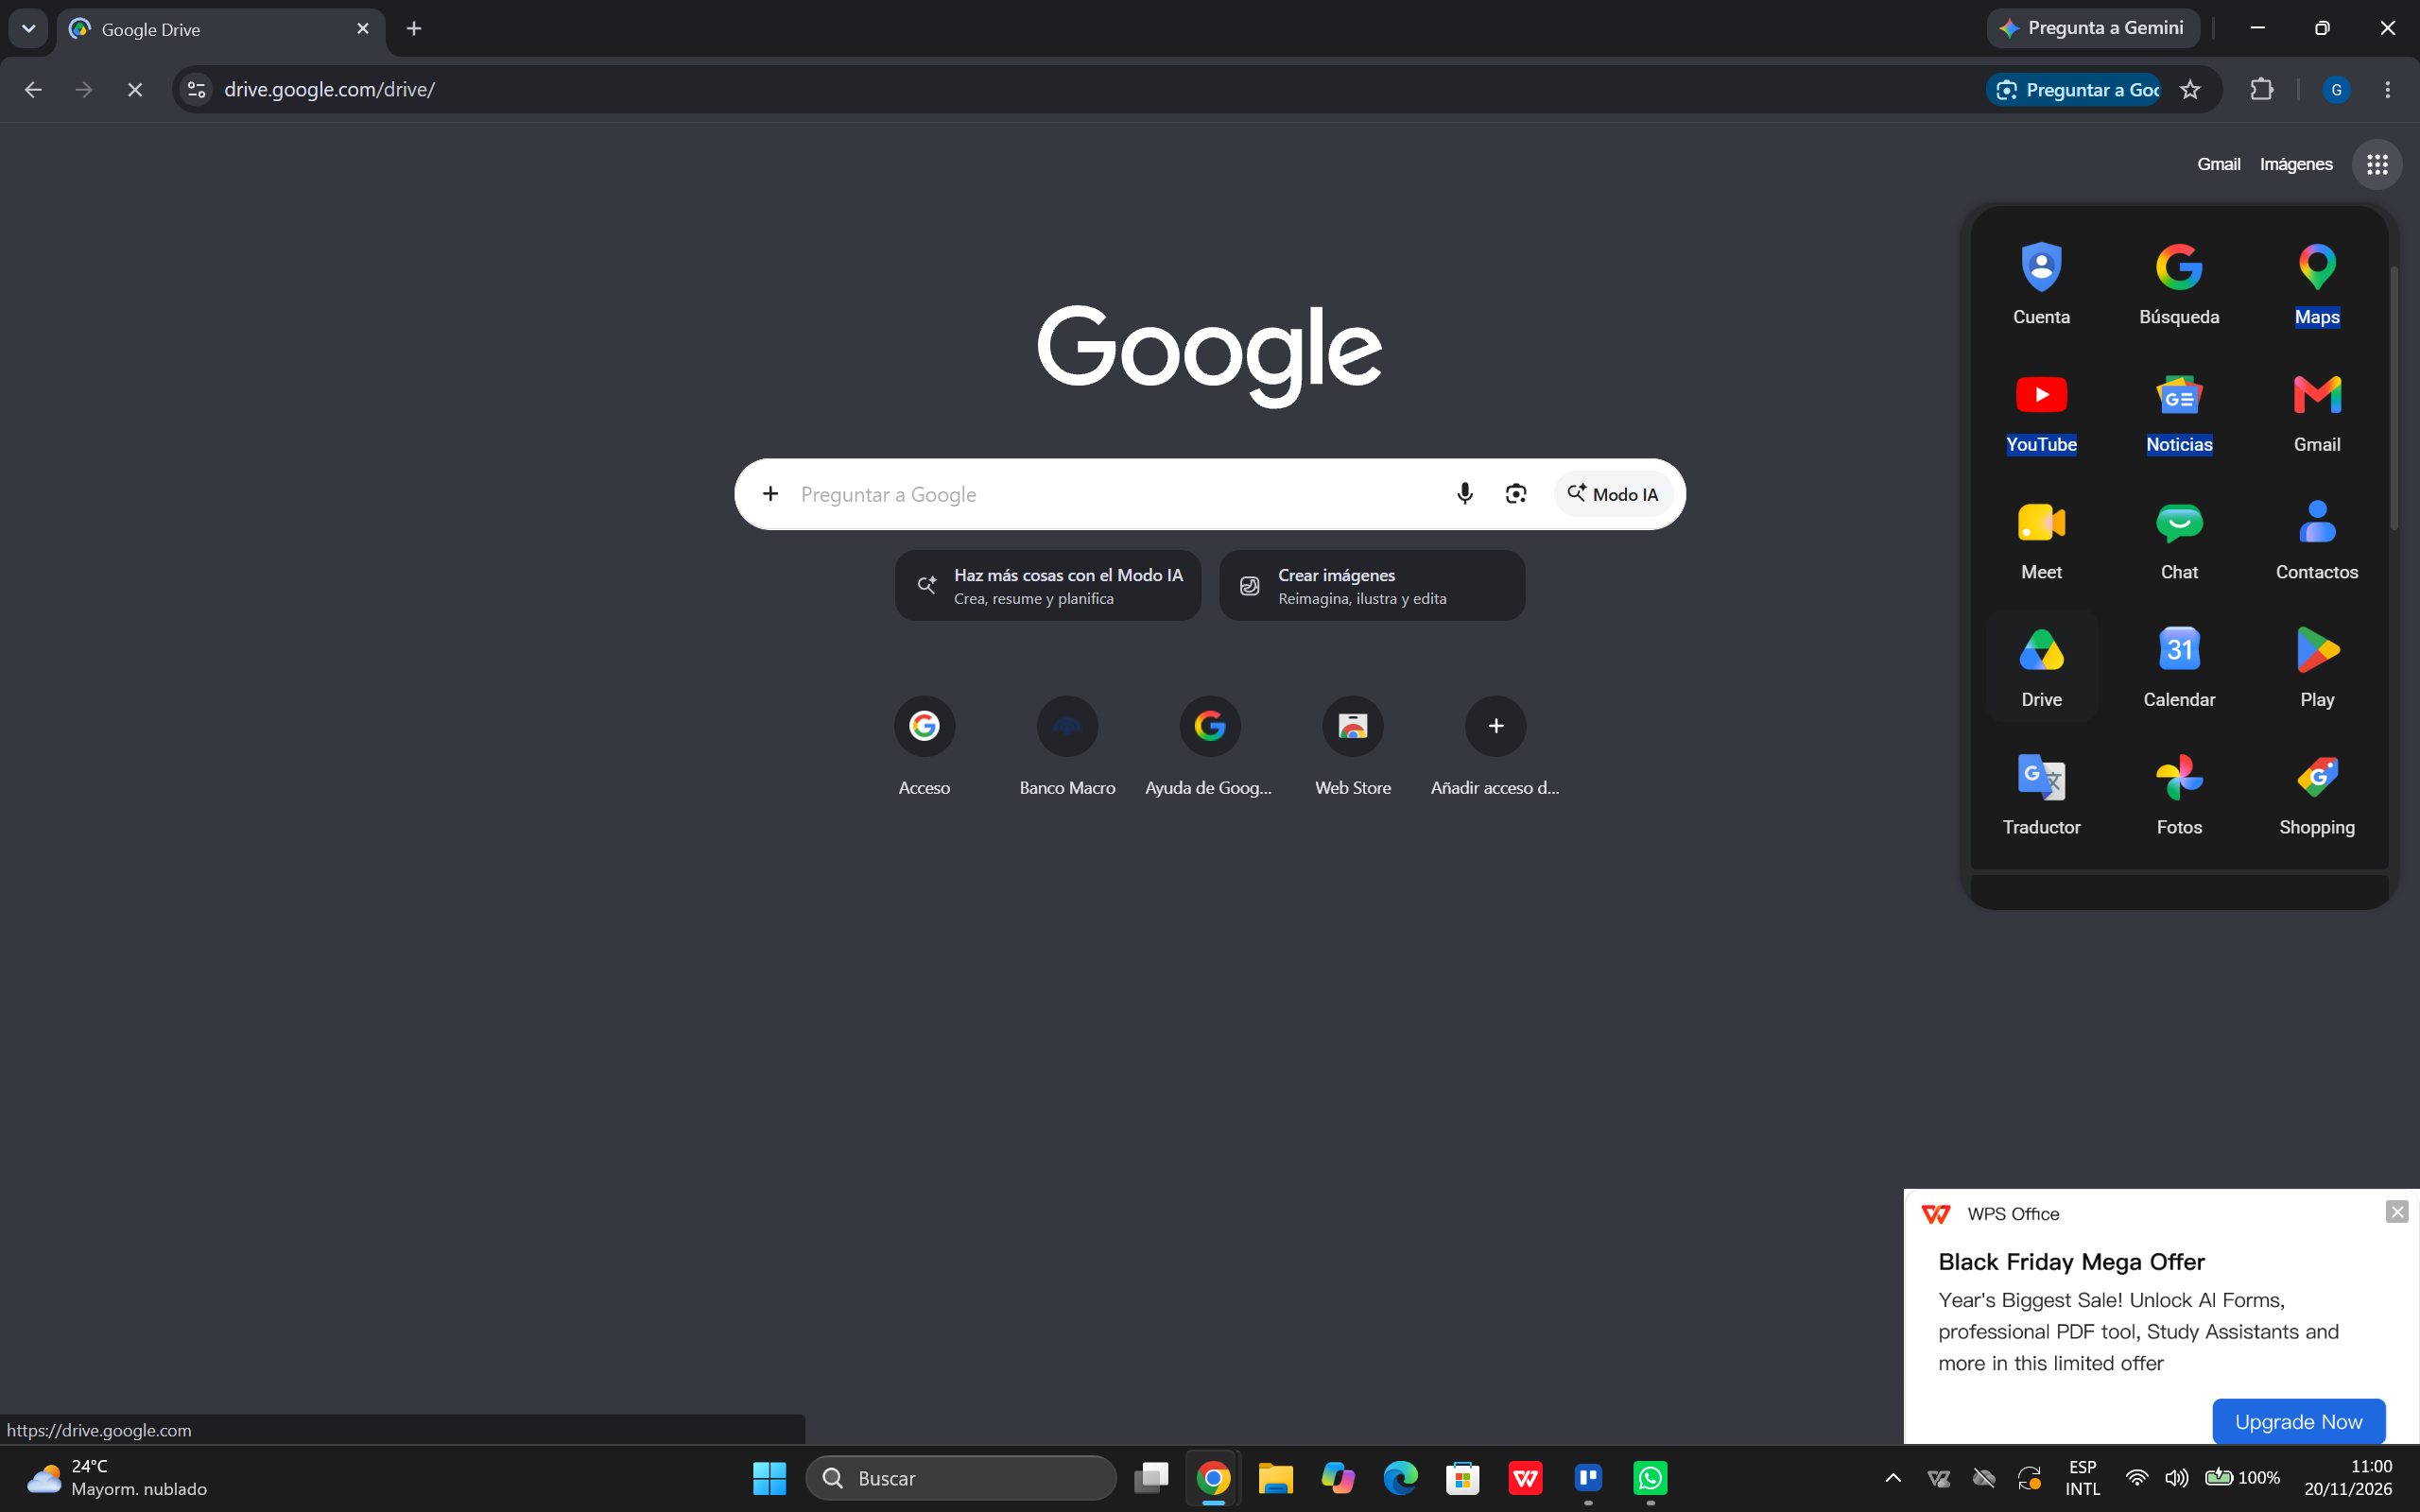 Google Drive
Pregunta a Gemini
drive.google.com/drive/
Preguntar a Goo
G
Gmail Imágenes
Cuenta Búsqueda Maps
YouTube Noticias Gmail
Meet Chat Contactos
31
Drive Calendar Play
Traductor Fotos Shopping
Google
Preguntar a Google
Modo IA
Haz más cosas con el Modo IA
Crea, resume y planifica
Crear imágenes
Reimagina, ilustra y edita
Acceso Banco Macro Ayuda de Goog... Web Store Añadir acceso d...
WPS Office
Black Friday Mega Offer
Year's Biggest Sale! Unlock AI Forms,
professional PDF tool, Study Assistants and
more in this limited offer
Upgrade Now
https://drive.google.com
24°C
Mayorm. nublado
Buscar
ESP
INTL
100%
11:00
20/11/2026